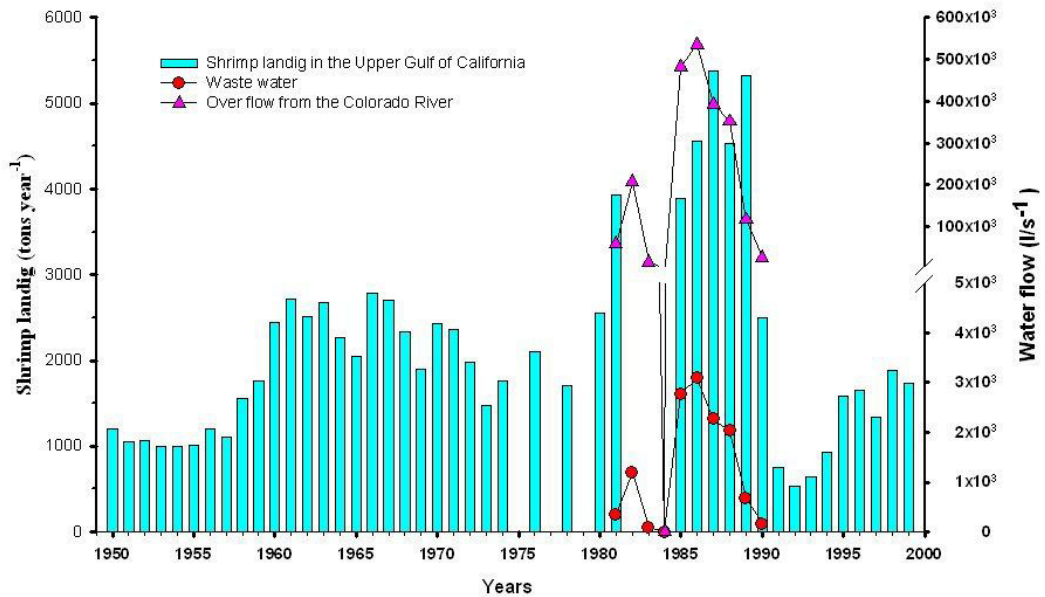 6000
5000
4000
3000
2000
1000
0
Shrimp landig (tons year-1)
Shrimp landig in the Upper Gulf of California
Waste water
Over flow from the Colorado River
600x10³
500x10³
400x10³
300x10³
200x10³
100x10³
5x10³
4x10³
3x10³
2x10³
1x10³
0
Water flow (l/s-1)
1950 1955 1960 1965 1970 1975 1980 1985 1990 1995 2000
Years